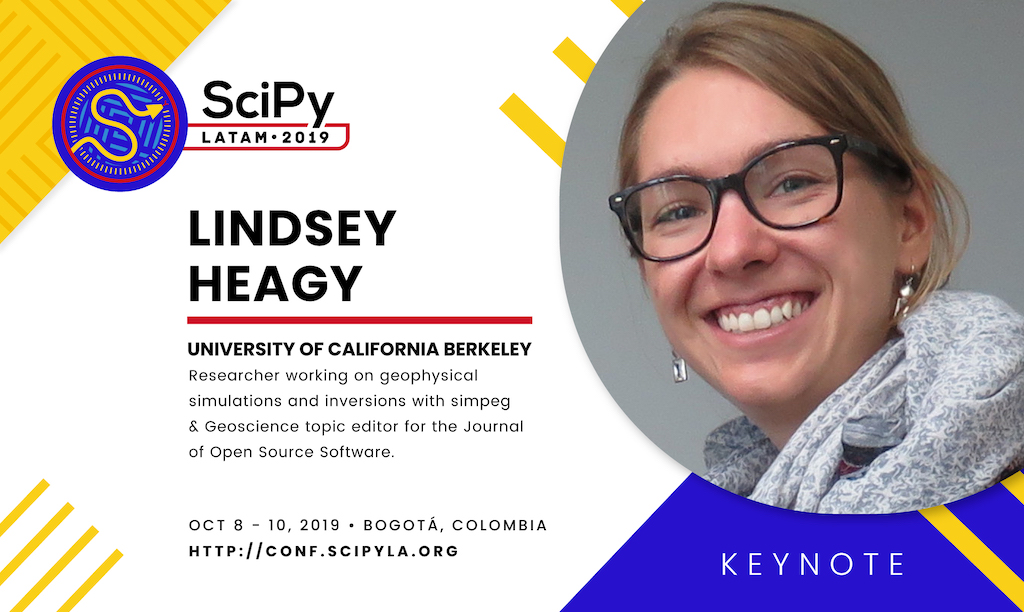 SciPy
LATAM • 2019
LINDSEY
HEAGY
UNIVERSITY OF CALIFORNIA BERKELEY
Researcher working on geophysical
simulations and inversions with simpeg
& Geoscience topic editor for the Journal
of Open Source Software.
OCT 8 - 10, 2019 • BOGOTÁ, COLOMBIA
HTTP://CONF.SCIPYLA.ORG
KEYNOTE